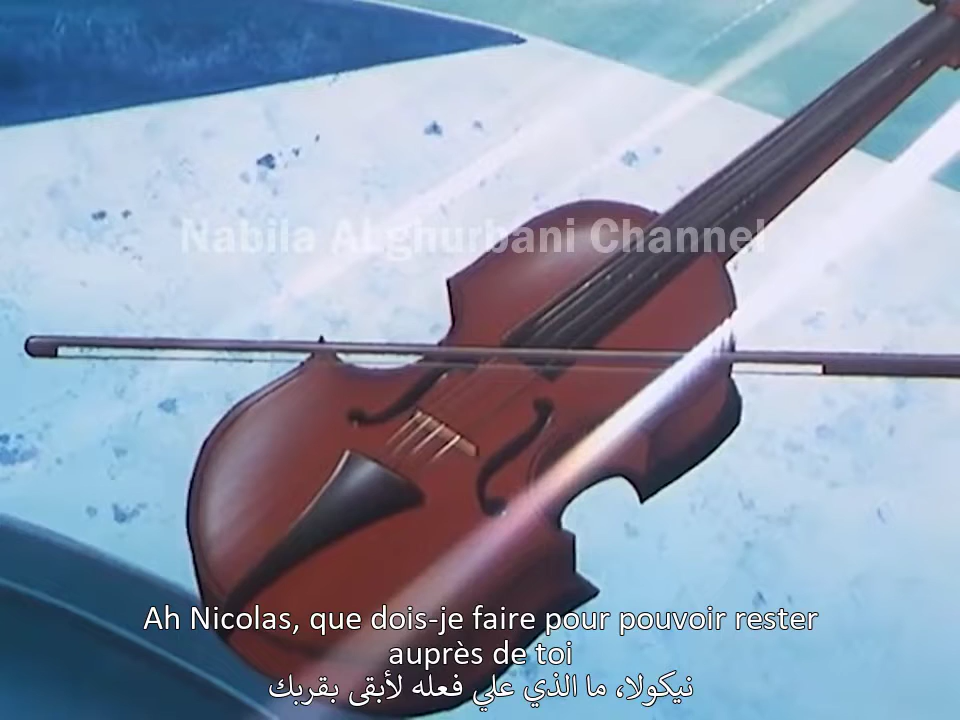 Nabila ALghurbani Channel
Ah Nicolas, que dois-je faire pour pouvoir rester
auprès de toi
نيكولا، ما الذي علي فعله لأبقى بقربك